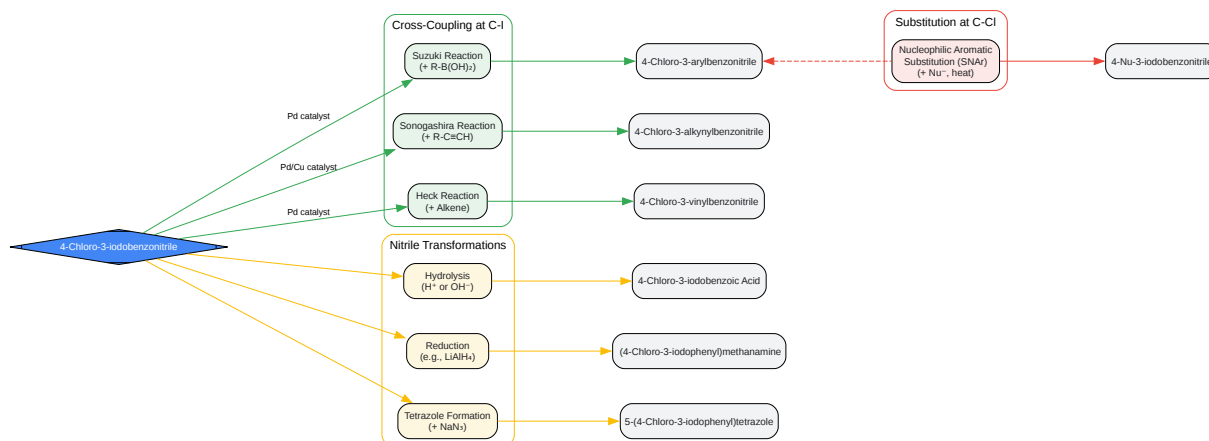 Cross-Coupling at C-I
Substitution at C-Cl
Suzuki Reaction
(+ R-B(OH)₂)
4-Chloro-3-arylbenzonitrile
Nucleophilic Aromatic
Substitution (SNAr)
(+ Nu⁻, heat)
4-Nu-3-iodobenzonitrile
Pd catalyst
Sonogashira Reaction
(+ R-C≡CH)
4-Chloro-3-alkynylbenzonitrile
Pd/Cu catalyst
Heck Reaction
(+ Alkene)
4-Chloro-3-vinylbenzonitrile
Pd catalyst
4-Chloro-3-iodobenzonitrile
Nitrile Transformations
Hydrolysis
(H⁺ or OH⁻)
4-Chloro-3-iodobenzoic Acid
Reduction
(e.g., LiAlH₄)
(4-Chloro-3-iodophenyl)methanamine
Tetrazole Formation
(+ NaN₃)
5-(4-Chloro-3-iodophenyl)tetrazole